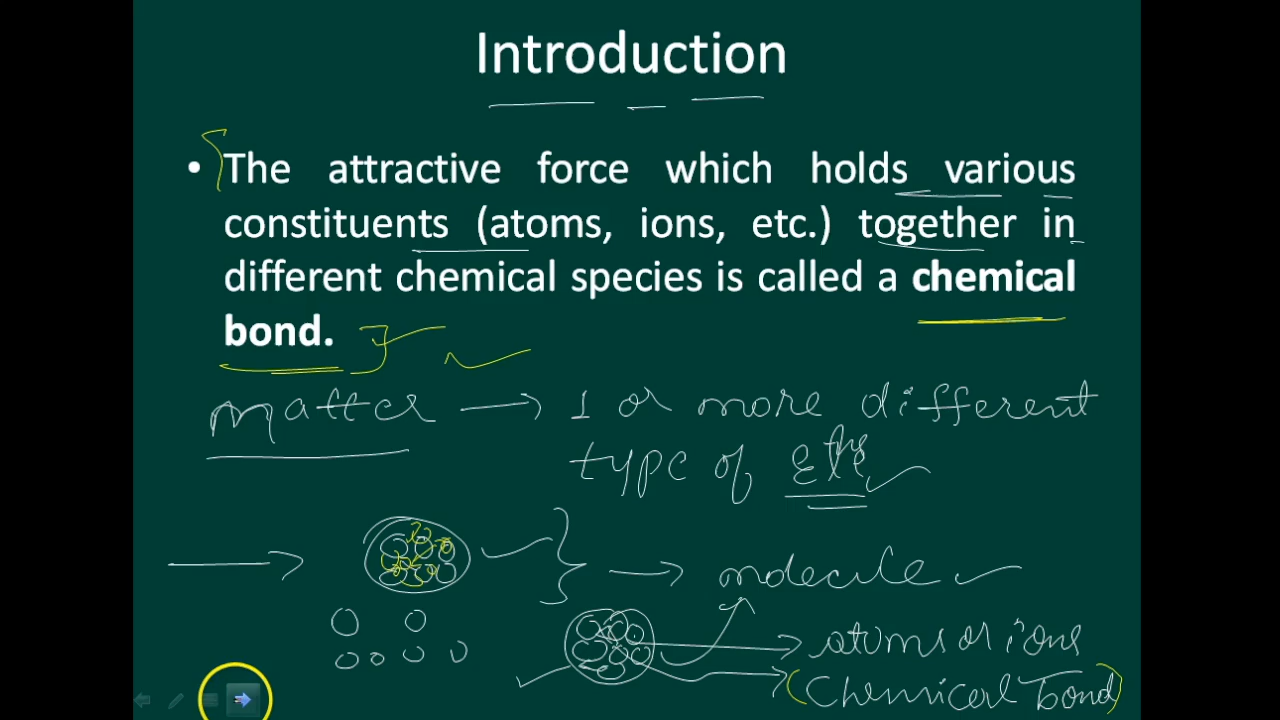 Introduction
• The attractive force which holds various
constituents (atoms, ions, etc.) together in
different chemical species is called a chemical
bond.
matter → 1 or more different
type of
→ molecule
atoms or ions
(Chemical bond)